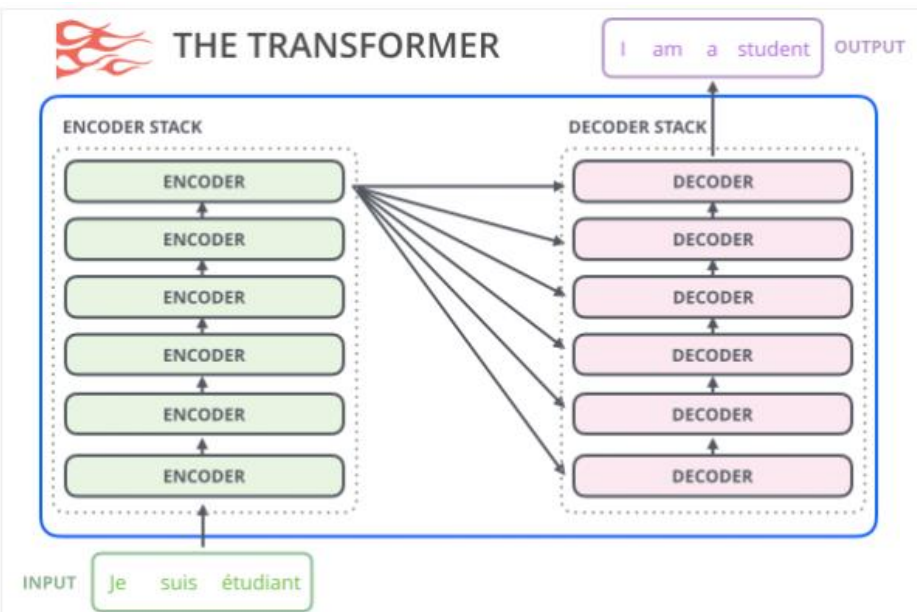 THE TRANSFORMER
I am a student OUTPUT
ENCODER STACK
DECODER STACK
ENCODER
ENCODER
ENCODER
ENCODER
ENCODER
ENCODER
DECODER
DECODER
DECODER
DECODER
DECODER
DECODER
INPUT Je suis étudiant